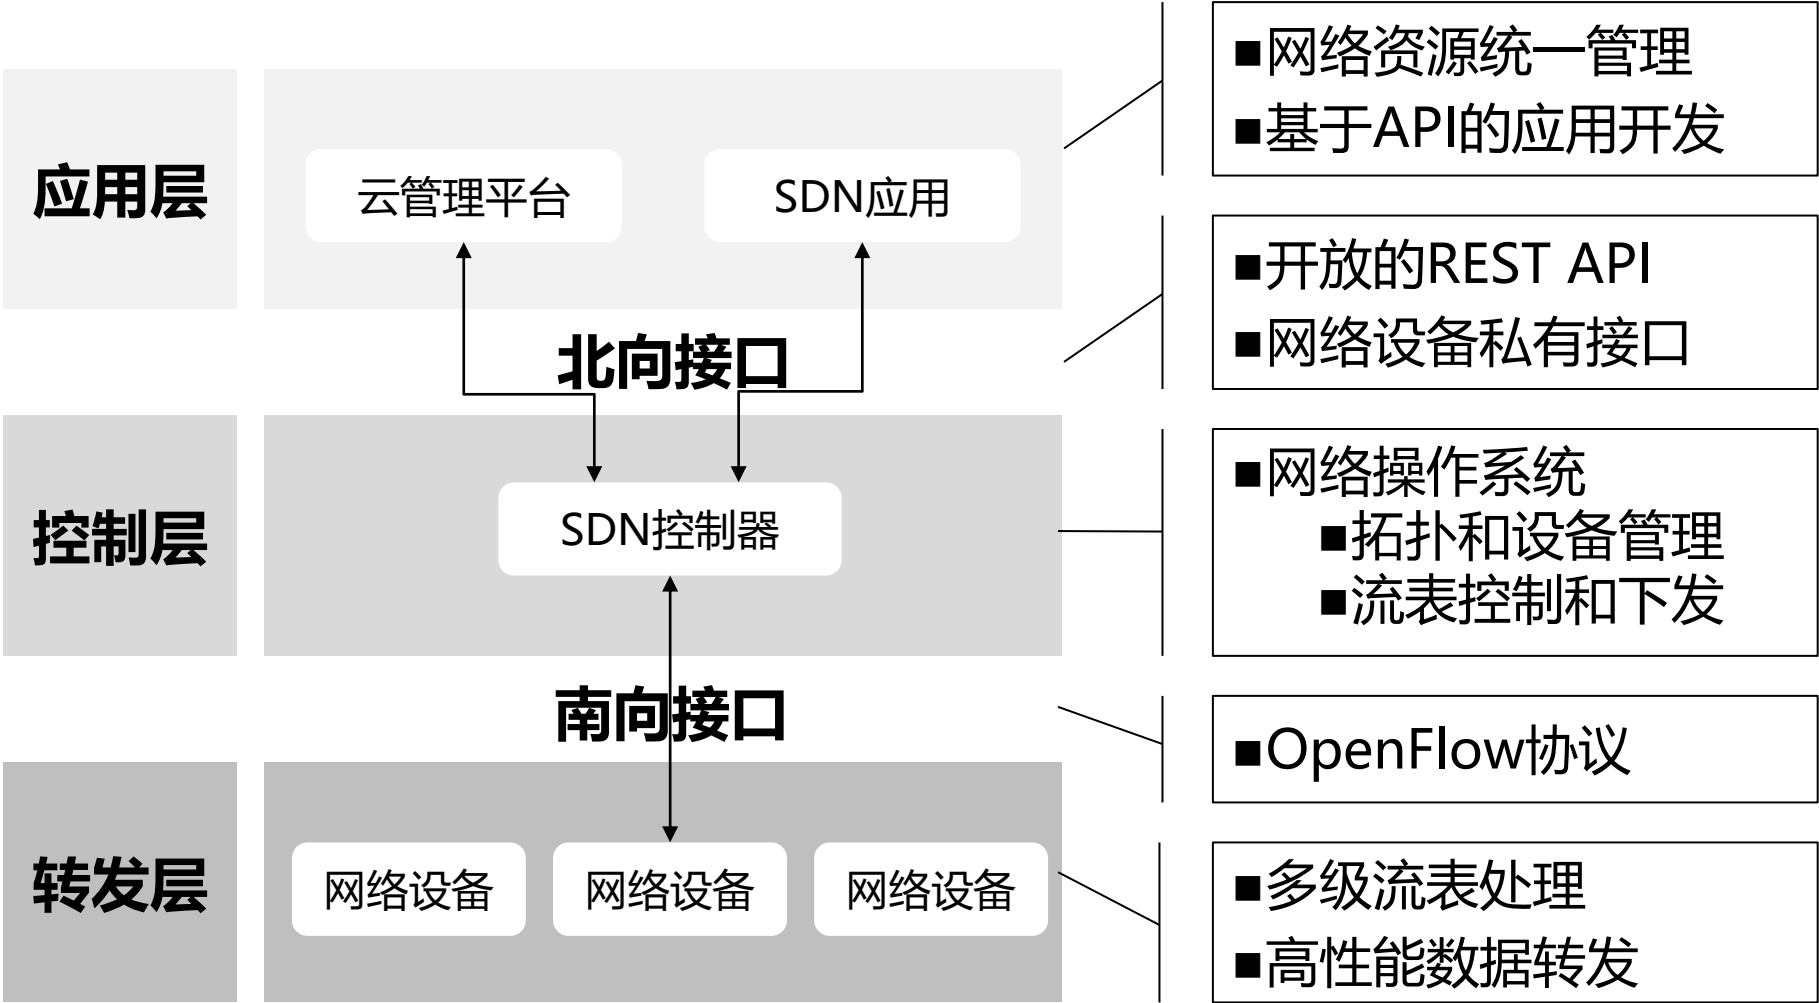 应用层
云管理平台
SDN应用
■网络资源统一管理
■基于API的应用开发
北向接口
■开放的REST API
■网络设备私有接口
控制层
SDN控制器
■网络操作系统
■拓扑和设备管理
■流表控制和下发
南向接口
■OpenFlow协议
转发层
网络设备
网络设备
网络设备
■多级流表处理
■高性能数据转发